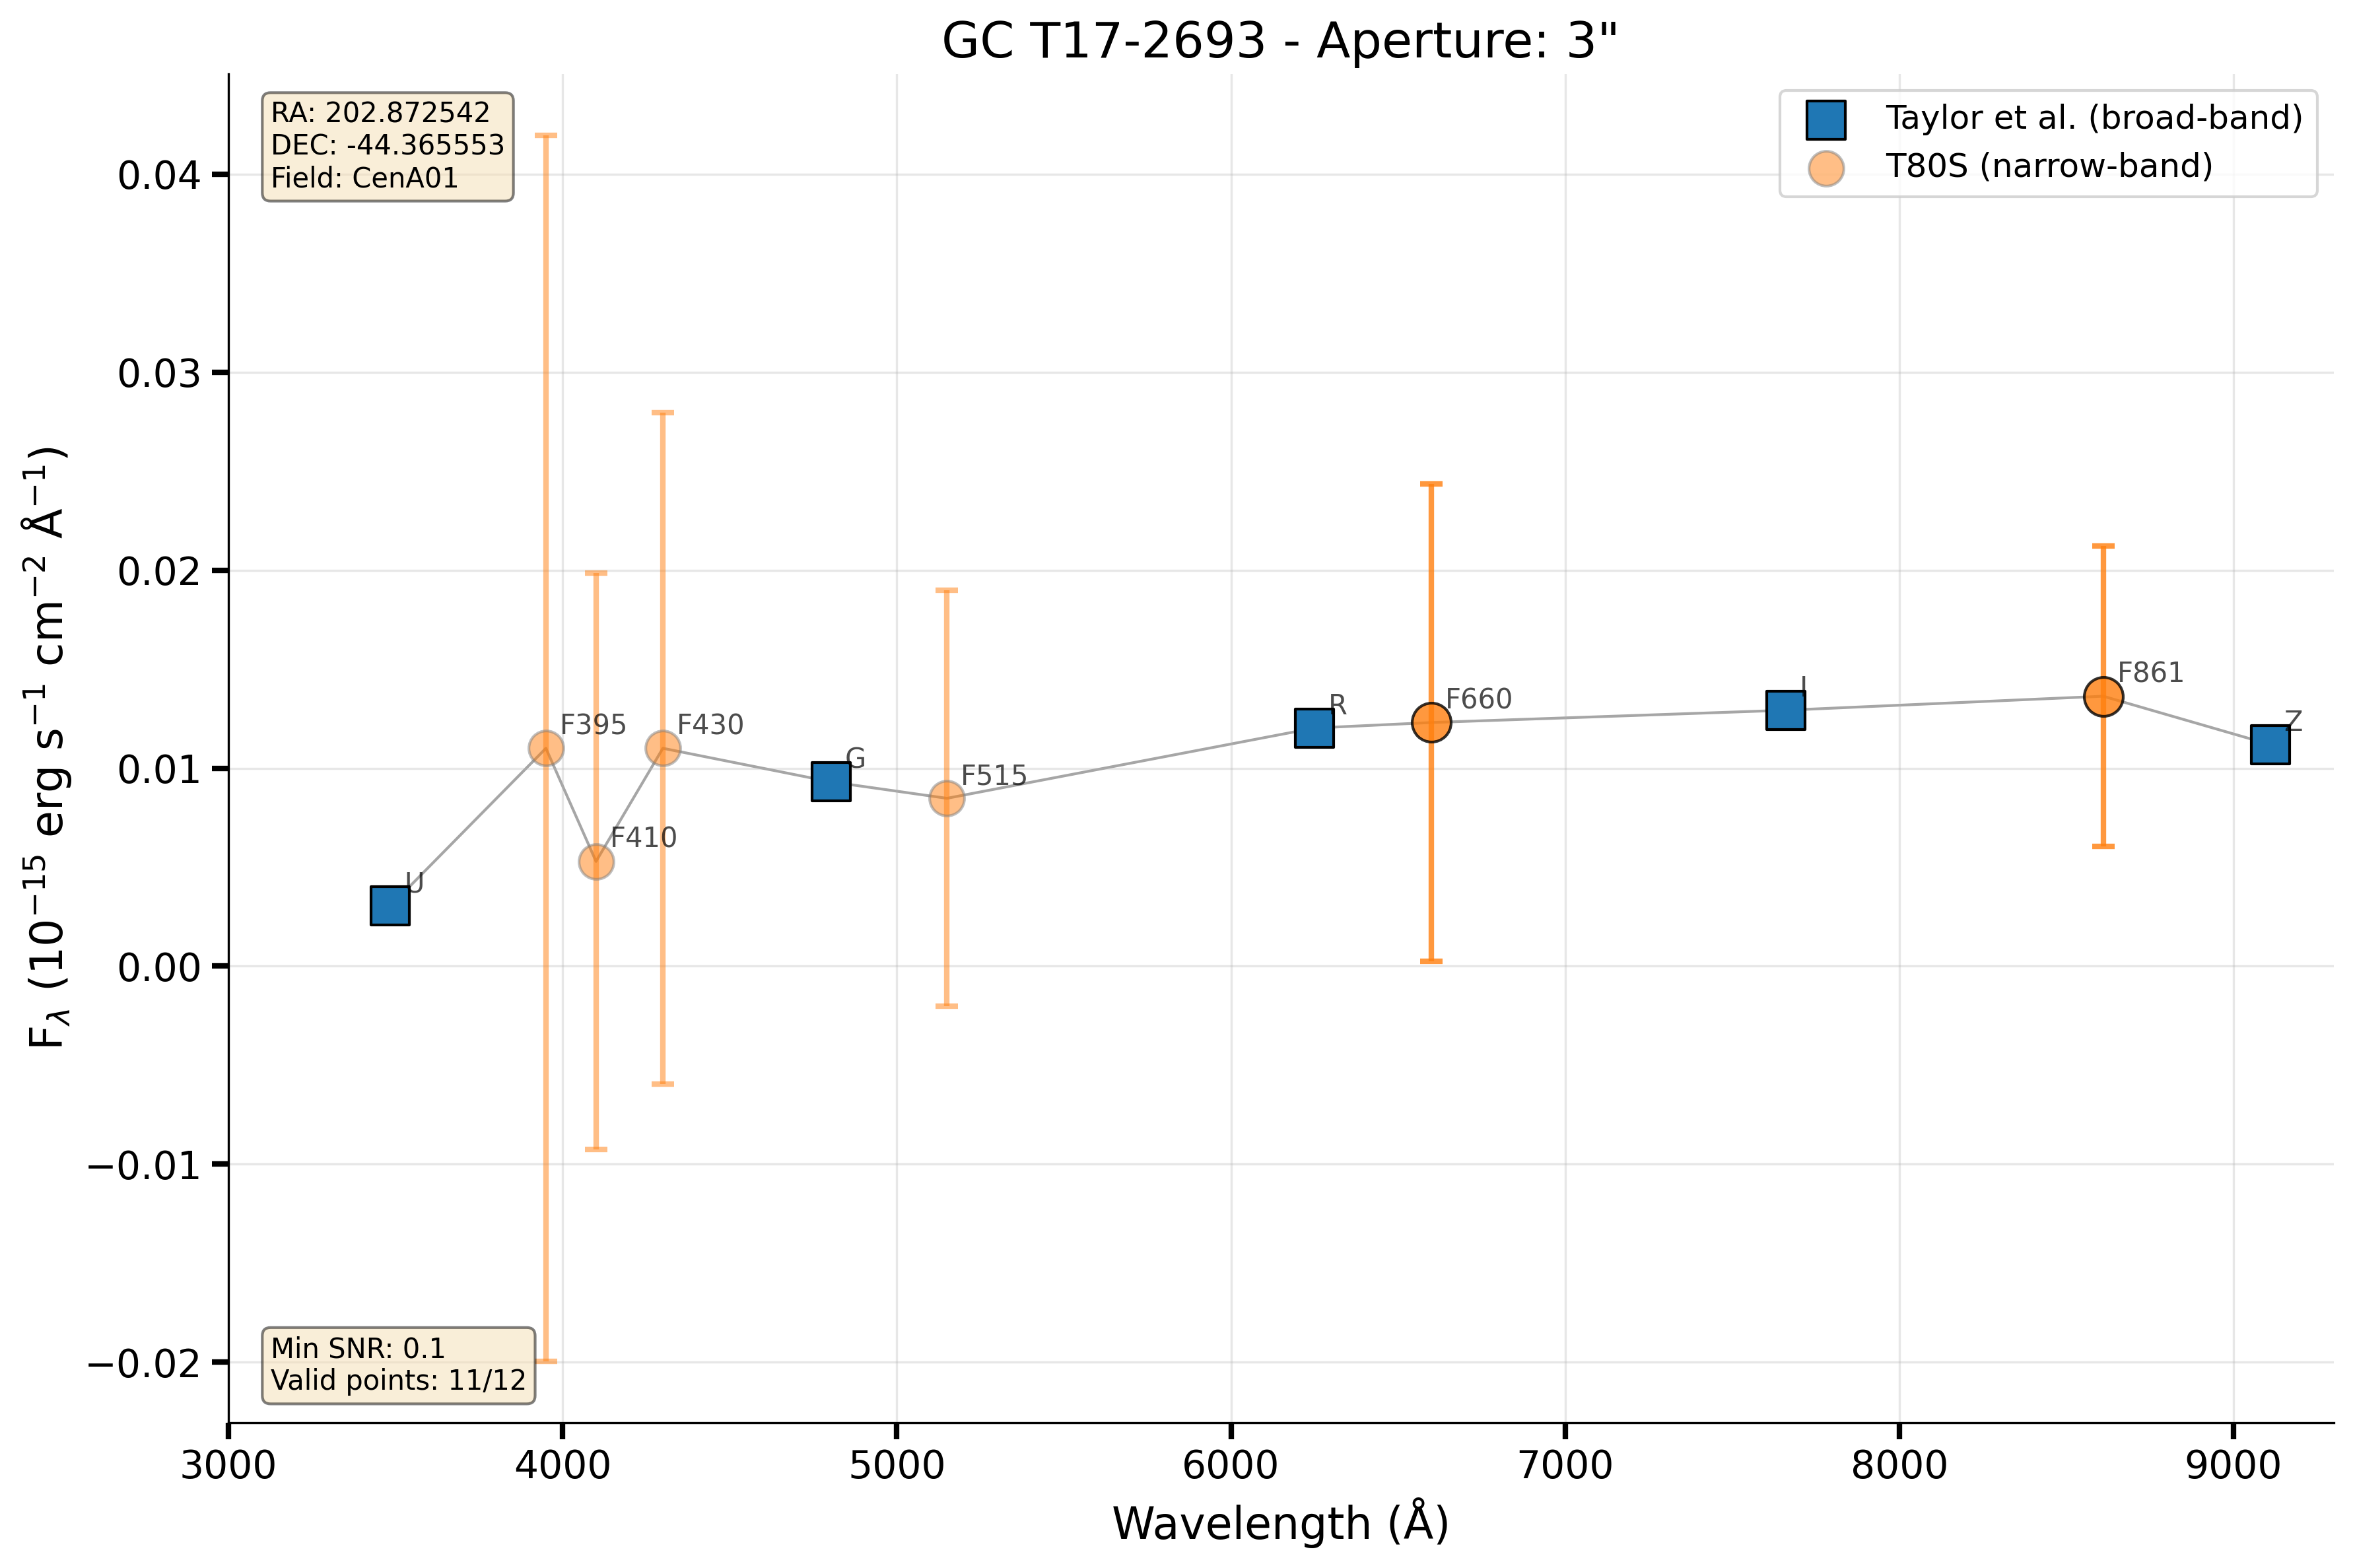 GC T17-2693 - Aperture: 3"
RA: 202.872542
DEC: -44.365553
Field: CenA01
Taylor et al. (broad-band)
T80S (narrow-band)
F_λ (10⁻¹⁵ erg s⁻¹ cm⁻² Å⁻¹)
0.04
0.03
0.02
0.01
0.00
−0.01
−0.02
U
F395
F410
F430
G
F515
R
F660
I
F861
Z
Min SNR: 0.1
Valid points: 11/12
3000 4000 5000 6000 7000 8000 9000
Wavelength (Å)